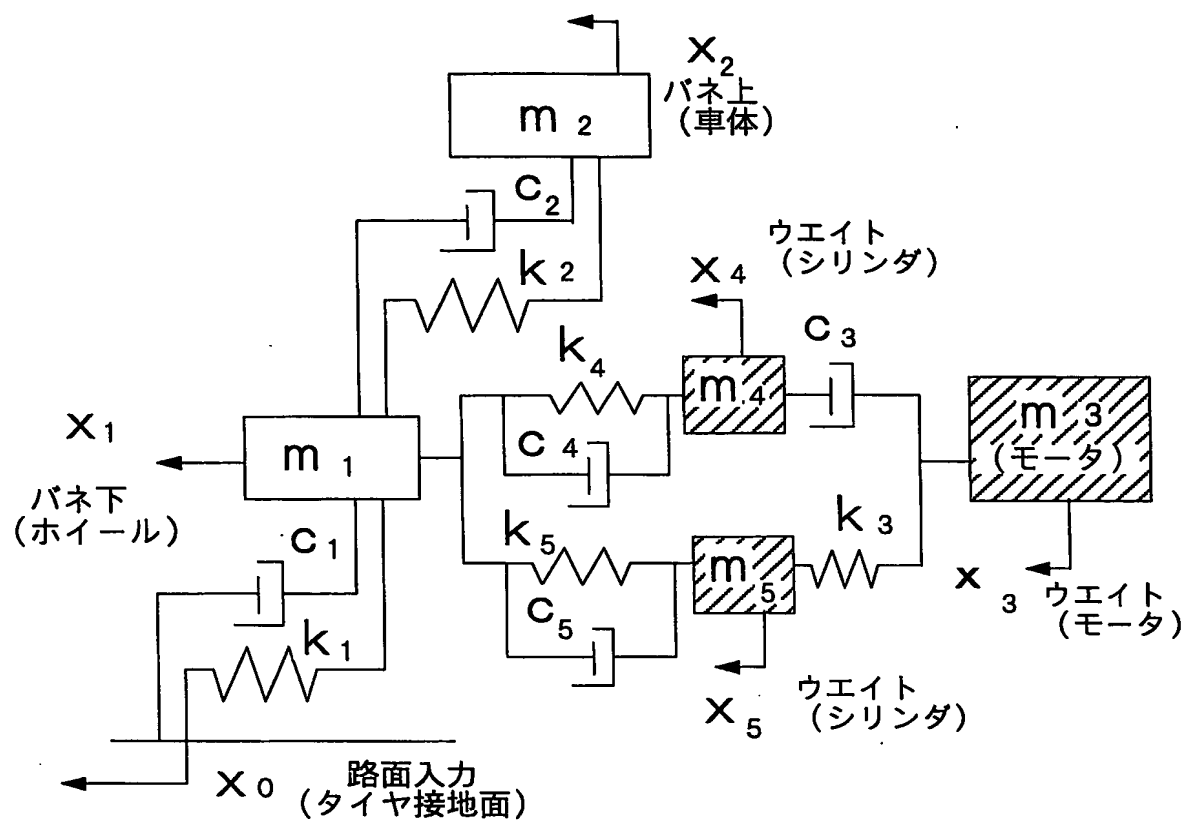 x2
バネ上
(車体)
m2
c2
k2
ウエイト
(シリンダ)
x4
c3
k4
m4
m3
(モータ)
c4
x1
m1
バネ下
(ホイール)
c1
k5
k3
m5
x3
ウエイト
(モータ)
c5
k1
x5
ウエイト
(シリンダ)
x0
路面入力
(タイヤ接地面)